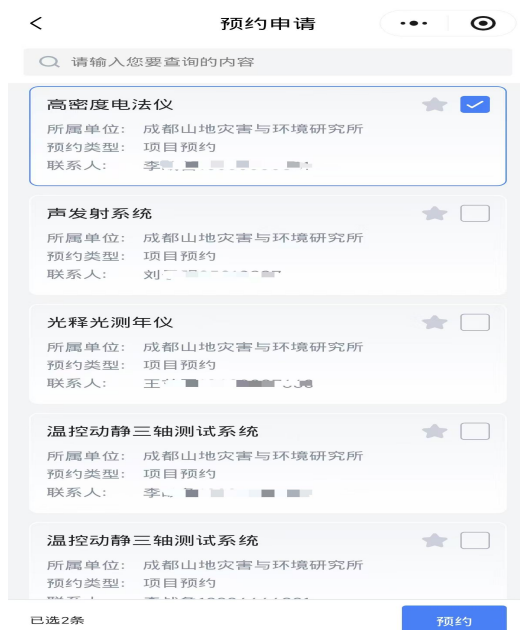 预约申请
请输入您要查询的内容
高密度电法仪
所属单位: 成都山地灾害与环境研究所
预约类型: 项目预约
联系人: 李
声发射系统
所属单位: 成都山地灾害与环境研究所
预约类型: 项目预约
联系人: 刘
光释光测年仪
所属单位: 成都山地灾害与环境研究所
预约类型: 项目预约
联系人: 王
温控动静三轴测试系统
所属单位: 成都山地灾害与环境研究所
预约类型: 项目预约
联系人: 李
温控动静三轴测试系统
所属单位: 成都山地灾害与环境研究所
预约类型: 项目预约
已选2条
预约